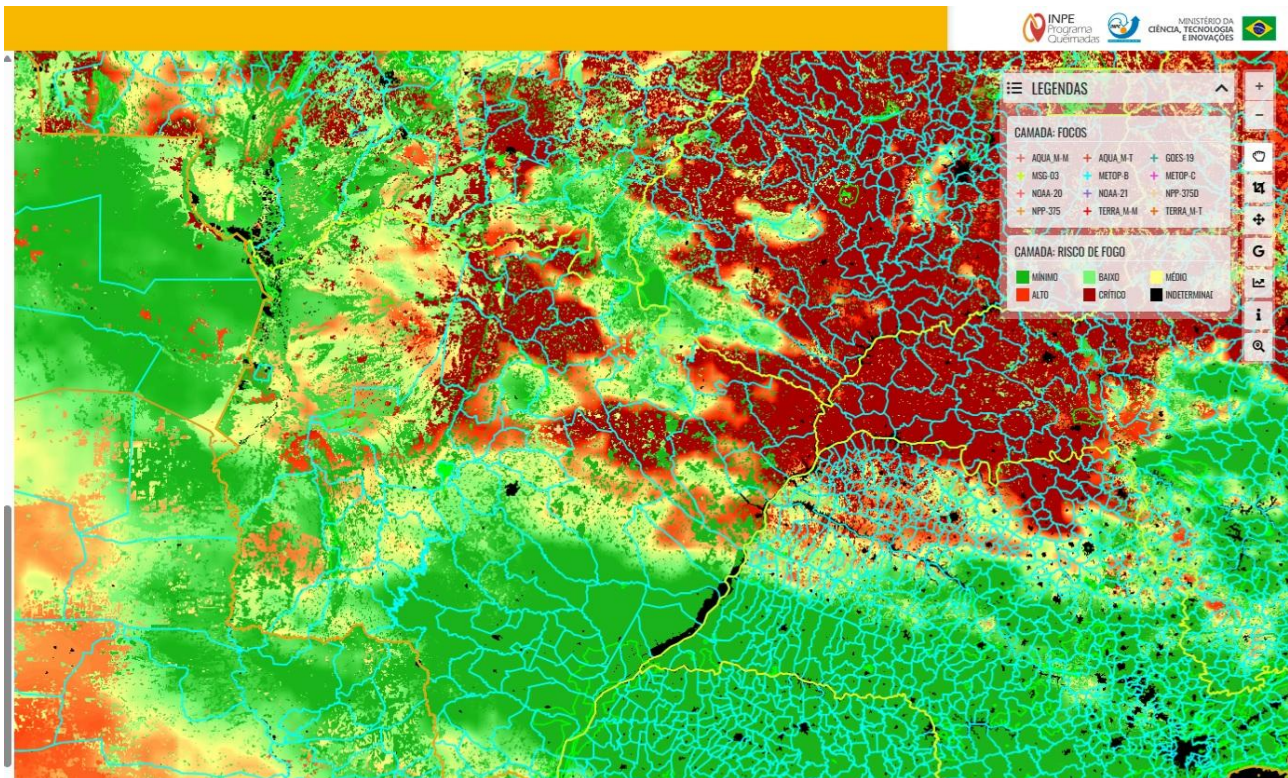 INPE
Programa
Queimadas
INPE
MINISTÉRIO DA
CIÊNCIA, TECNOLOGIA
E INOVAÇÕES
LEGENDAS
CAMADA: FOCOS
AQUA_M-M AQUA_M-T GOES-19
MSG-03 METOP-B METOP-C
NOAA-20 NOAA-21 NPP-375D
NPP-375 TERRA_M-M TERRA_M-T
CAMADA: RISCO DE FOGO
MÍNIMO BAIXO MÉDIO
ALTO CRÍTICO INDETERMINAD
+
−
G
i